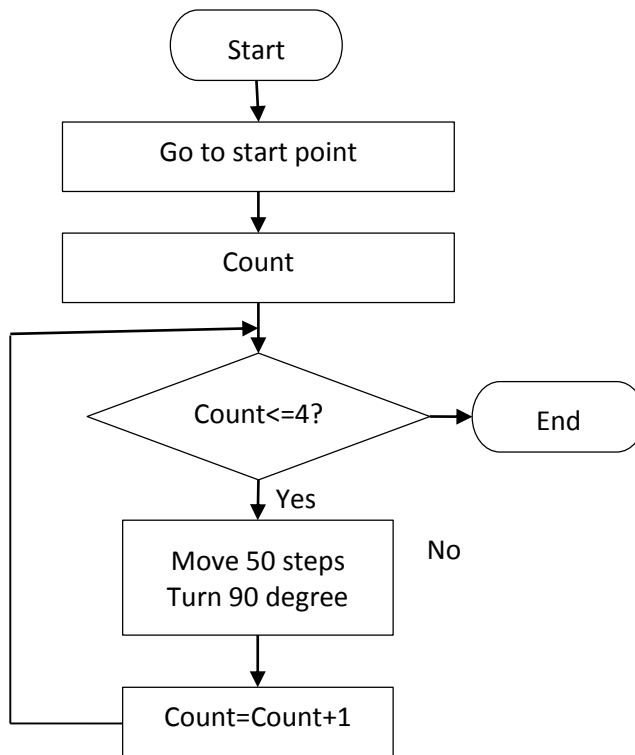 Start
Go to start point
Count
Count<=4?
End
Yes
Move 50 steps
Turn 90 degree
No
Count=Count+1